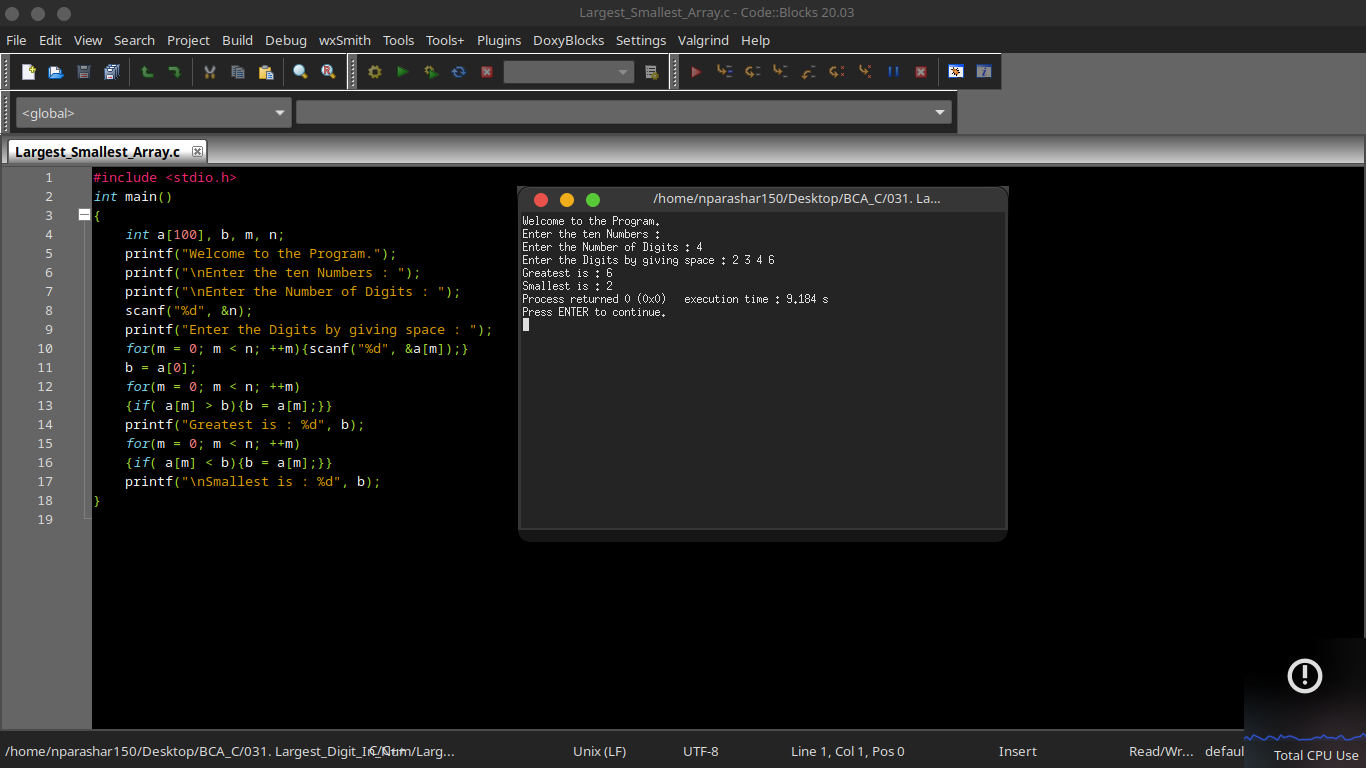 Largest_Smallest_Array.c - Code::Blocks 20.03
File Edit View Search Project Build Debug wxSmith Tools Tools+ Plugins DoxyBlocks Settings Valgrind Help
<global>
Largest_Smallest_Array.c
1 #include <stdio.h>
2 int main()
3 {
4 int a[100], b, m, n;
5 printf("Welcome to the Program.");
6 printf("\nEnter the ten Numbers : ");
7 printf("\nEnter the Number of Digits : ");
8 scanf("%d", &n);
9 printf("Enter the Digits by giving space : ");
10 for(m = 0; m < n; ++m){scanf("%d", &a[m]);}
11 b = a[0];
12 for(m = 0; m < n; ++m)
13 {if( a[m] > b){b = a[m];}}
14 printf("Greatest is : %d", b);
15 for(m = 0; m < n; ++m)
16 {if( a[m] < b){b = a[m];}}
17 printf("\nSmallest is : %d", b);
18 }
19
/home/nparashar150/Desktop/BCA_C/031. La...
Welcome to the Program.
Enter the ten Numbers :
Enter the Number of Digits : 4
Enter the Digits by giving space : 2 3 4 6
Greatest is : 6
Smallest is : 2
Process returned 0 (0x0) execution time : 9.184 s
Press ENTER to continue.
/home/nparashar150/Desktop/BCA_C/031. Largest_Digit_In_Num/Larg... C/C++ Unix (LF) UTF-8 Line 1, Col 1, Pos 0 Insert Read/Wr... defaul
Total CPU Use